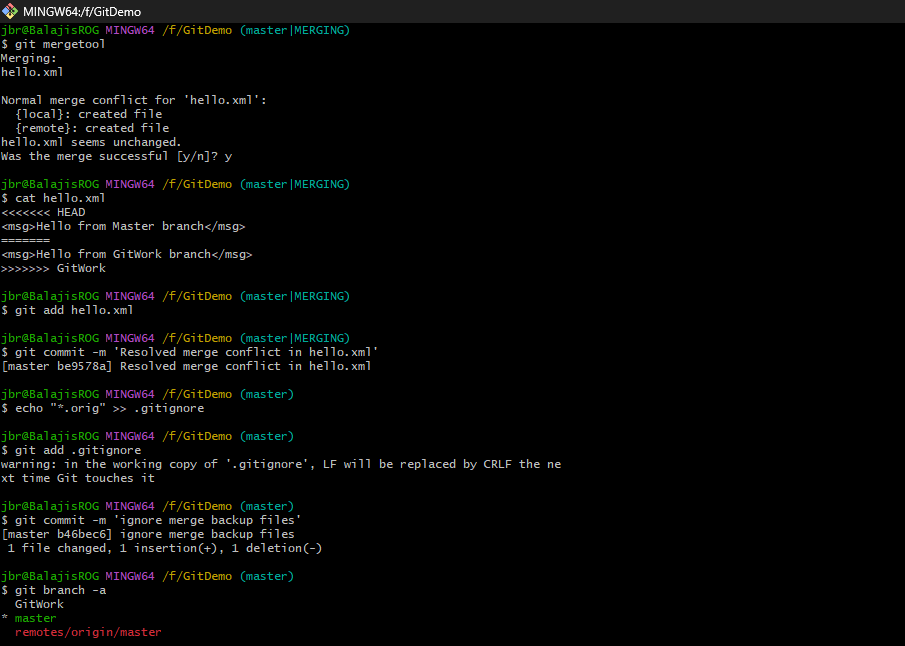 MINGW64:/f/GitDemo
jbr@BalajisROG MINGW64 /f/GitDemo (master|MERGING)
$ git mergetool
Merging:
hello.xml
Normal merge conflict for 'hello.xml':
  {local}: created file
  {remote}: created file
hello.xml seems unchanged.
Was the merge successful [y/n]? y
jbr@BalajisROG MINGW64 /f/GitDemo (master|MERGING)
$ cat hello.xml
<<<<<<< HEAD
<msg>Hello from Master branch</msg>
=======
<msg>Hello from GitWork branch</msg>
>>>>>>> GitWork
jbr@BalajisROG MINGW64 /f/GitDemo (master|MERGING)
$ git add hello.xml
jbr@BalajisROG MINGW64 /f/GitDemo (master|MERGING)
$ git commit -m 'Resolved merge conflict in hello.xml'
[master be9578a] Resolved merge conflict in hello.xml
jbr@BalajisROG MINGW64 /f/GitDemo (master)
$ echo "*.orig" >> .gitignore
jbr@BalajisROG MINGW64 /f/GitDemo (master)
$ git add .gitignore
warning: in the working copy of '.gitignore', LF will be replaced by CRLF the ne
xt time Git touches it
jbr@BalajisROG MINGW64 /f/GitDemo (master)
$ git commit -m 'ignore merge backup files'
[master b46bec6] ignore merge backup files
 1 file changed, 1 insertion(+), 1 deletion(-)
jbr@BalajisROG MINGW64 /f/GitDemo (master)
$ git branch -a
  GitWork
* master
  remotes/origin/master